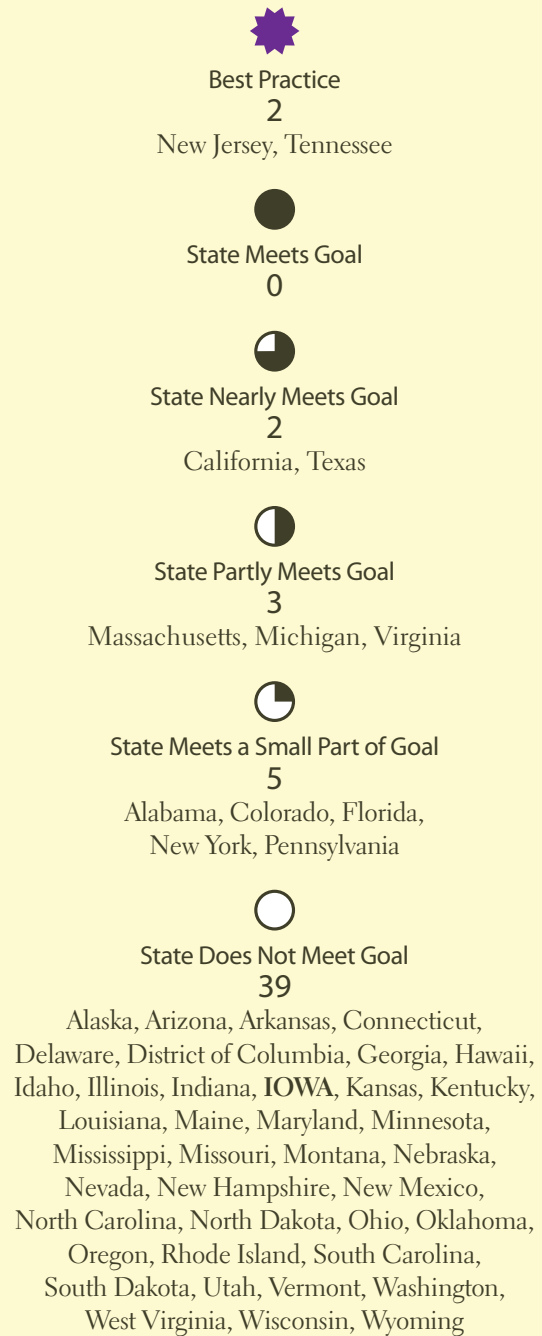 Best Practice
2
New Jersey, Tennessee
State Meets Goal
0
State Nearly Meets Goal
2
California, Texas
State Partly Meets Goal
3
Massachusetts, Michigan, Virginia
State Meets a Small Part of Goal
5
Alabama, Colorado, Florida,
New York, Pennsylvania
State Does Not Meet Goal
39
Alaska, Arizona, Arkansas, Connecticut,
Delaware, District of Columbia, Georgia, Hawaii,
Idaho, Illinois, Indiana, IOWA, Kansas, Kentucky,
Louisiana, Maine, Maryland, Minnesota,
Mississippi, Missouri, Montana, Nebraska,
Nevada, New Hampshire, New Mexico,
North Carolina, North Dakota, Ohio, Oklahoma,
Oregon, Rhode Island, South Carolina,
South Dakota, Utah, Vermont, Washington,
West Virginia, Wisconsin, Wyoming